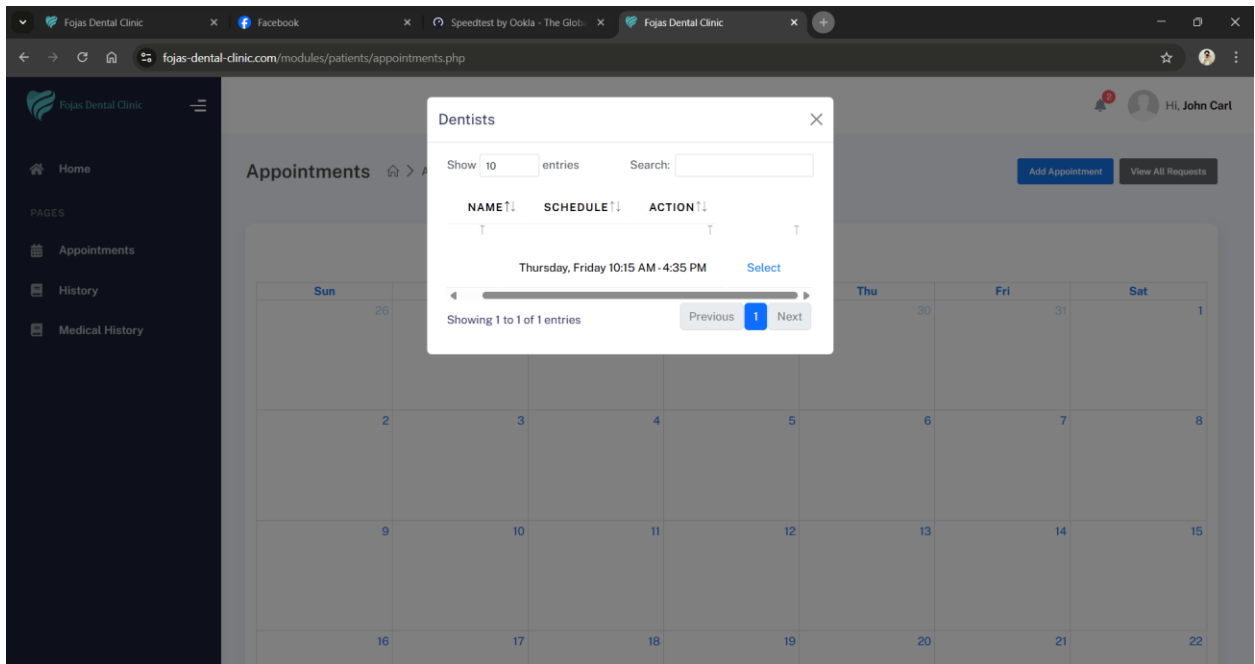 Fojas Dental Clinic
Facebook
Speedtest by Ookla - The Glob
Fojas Dental Clinic
fojas-dental-clinic.com/modules/patients/appointments.php
Fojas Dental Clinic
2
Hi, John Carl
Home
PAGES
Appointments
History
Medical History
Appointments
Add Appointment
View All Requests
Dentists
Show 10 entries
Search:
NAME SCHEDULE ACTION
Thursday, Friday 10:15 AM-4:35 PM Select
Showing 1 to 1 of 1 entries
Previous 1 Next
Sun Thu Fri Sat
26 30 31 1
2 3 4 5 6 7 8
9 10 11 12 13 14 15
16 17 18 19 20 21 22